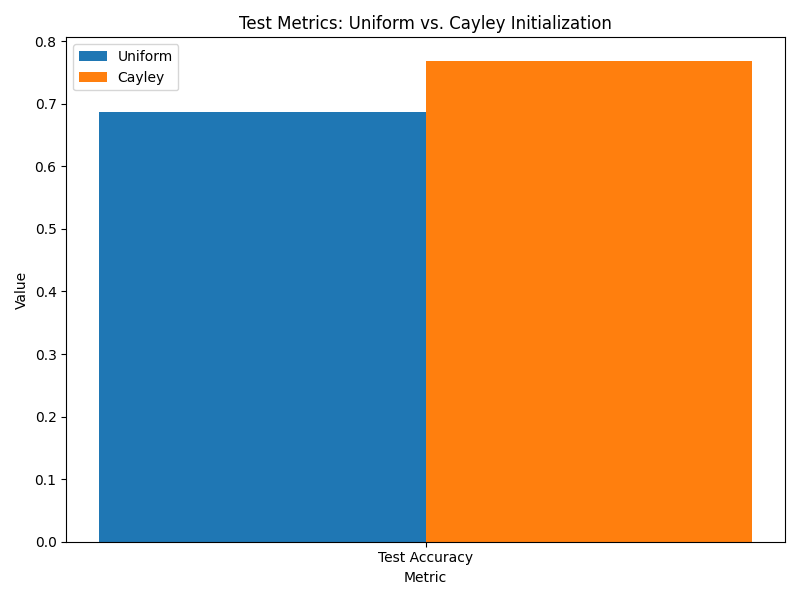 Test Metrics: Uniform vs. Cayley Initialization
Uniform
Cayley
0.8
0.7
0.6
0.5
0.4
0.3
0.2
0.1
0.0
Value
Test Accuracy
Metric